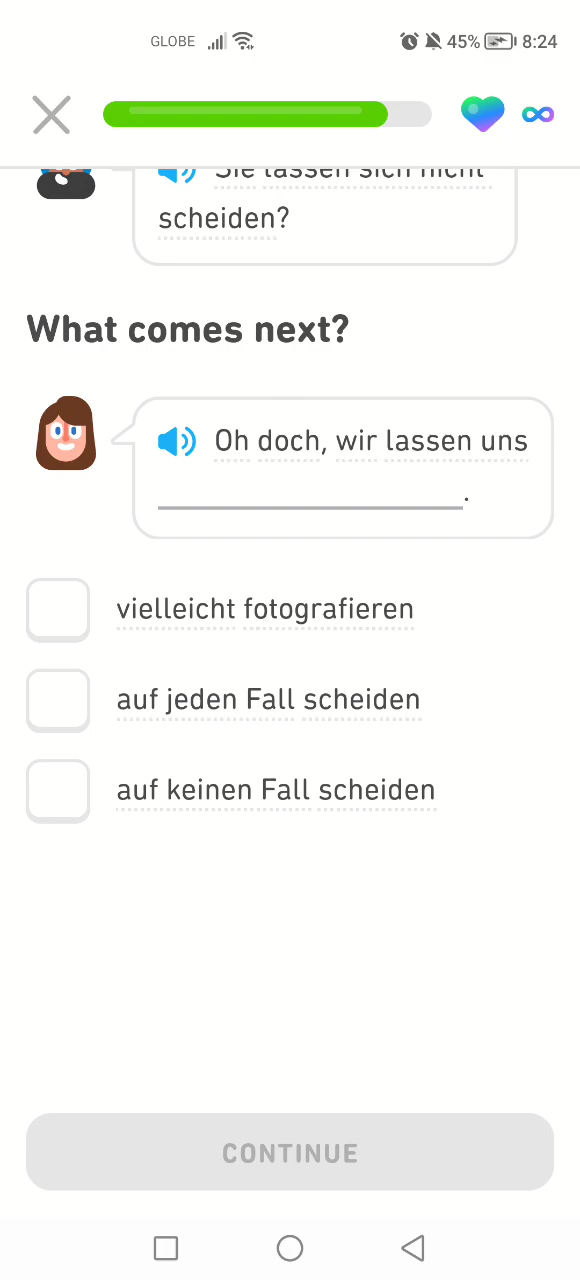 GLOBE 45% 8:24
Sie lassen sich nicht
scheiden?
What comes next?
Oh doch, wir lassen uns
.
vielleicht fotografieren
auf jeden Fall scheiden
auf keinen Fall scheiden
CONTINUE